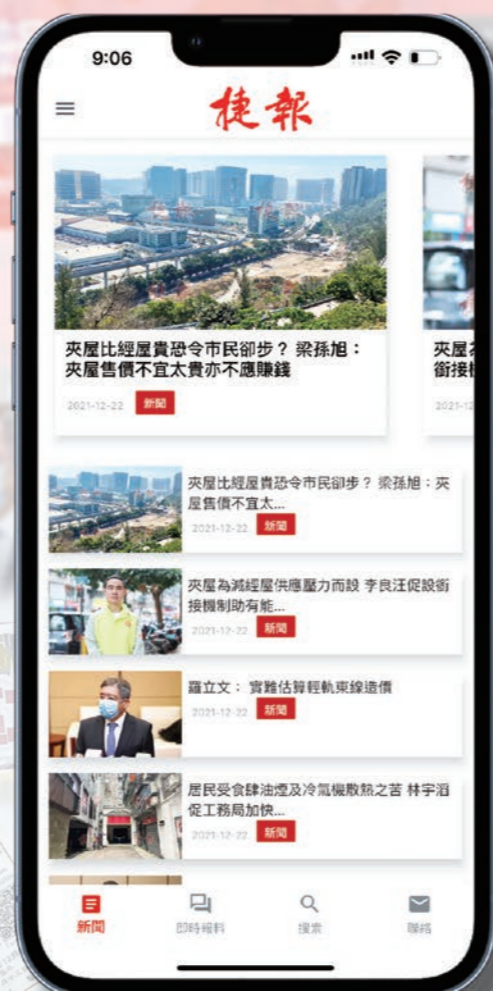 9:06
捷報
夾屋比經屋貴恐令市民卻步？ 梁孫旭：
夾屋售價不宜太貴亦不應賺錢
2021-12-22 新聞
夾屋
銜接
2021-12
夾屋比經屋貴恐令市民卻步？ 梁孫旭：夾
屋售價不宜太...
2021-12-22 新聞
夾屋為減經屋供應壓力而設 李良汪促設銜
接機制助有能...
2021-12-22 新聞
羅立文： 實難估算輕軌東線造價
2021-12-22 新聞
居民受食肆油煙及冷氣機散熱之苦 林宇滔
促工務局加快...
2021-12-22 新聞
新聞
即時報料
搜索
聯絡